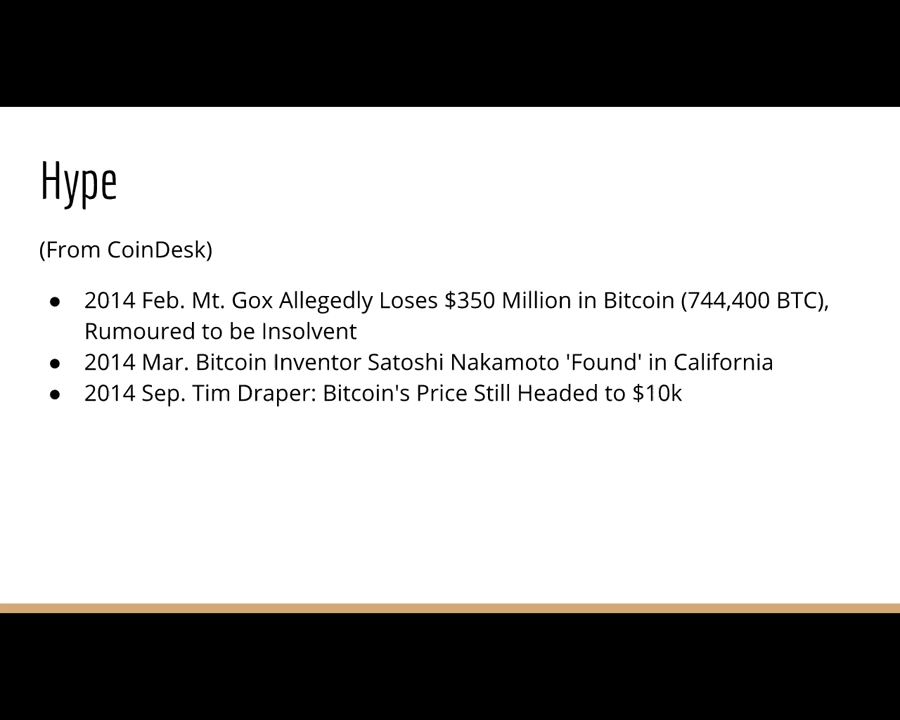 Hype
(From CoinDesk)
● 2014 Feb. Mt. Gox Allegedly Loses $350 Million in Bitcoin (744,400 BTC),
Rumoured to be Insolvent
● 2014 Mar. Bitcoin Inventor Satoshi Nakamoto 'Found' in California
● 2014 Sep. Tim Draper: Bitcoin's Price Still Headed to $10k